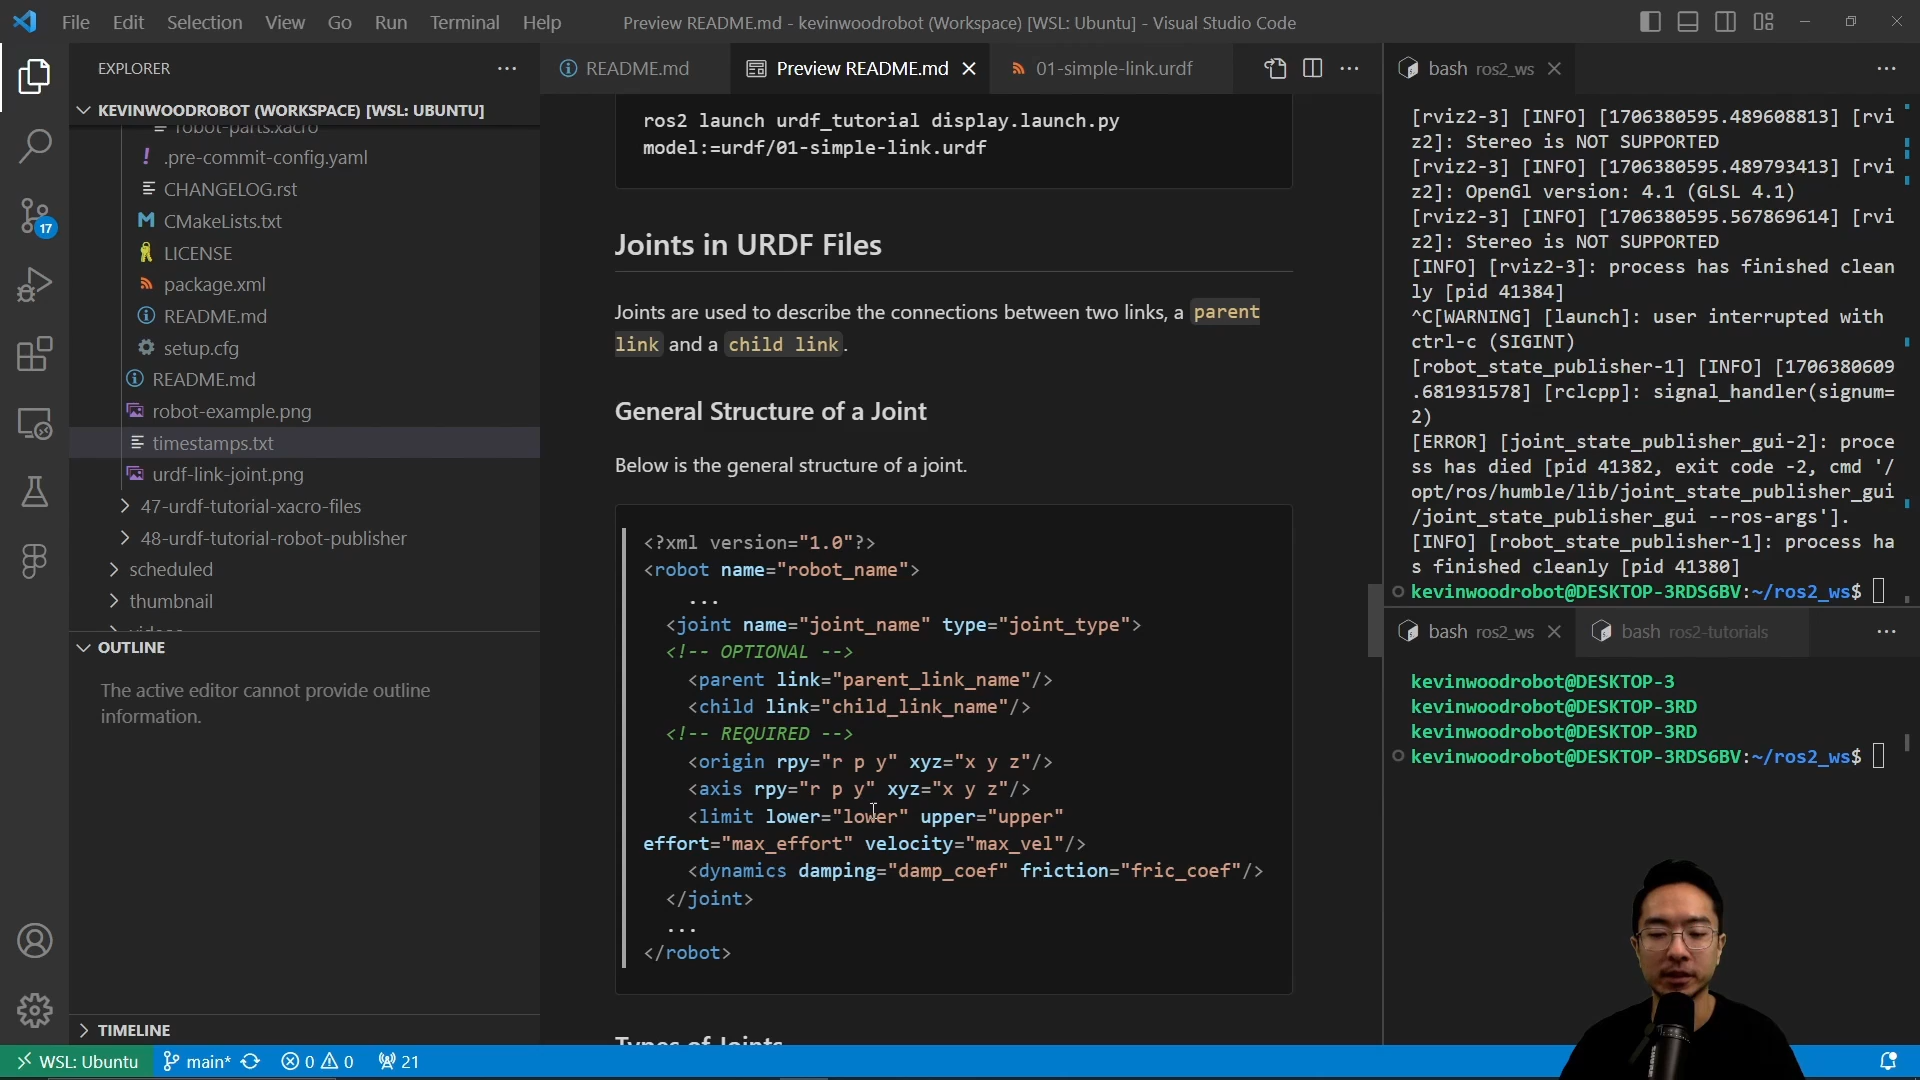 File Edit Selection View Go Run Terminal Help
Preview README.md - kevinwoodrobot (Workspace) [WSL: Ubuntu] - Visual Studio Code
EXPLORER
KEVINWOODROBOT (WORKSPACE) [WSL: UBUNTU]
robot-parts.xacro
.pre-commit-config.yaml
CHANGELOG.rst
CMakeLists.txt
LICENSE
package.xml
README.md
setup.cfg
README.md
robot-example.png
timestamps.txt
urdf-link-joint.png
47-urdf-tutorial-xacro-files
48-urdf-tutorial-robot-publisher
scheduled
thumbnail
17
OUTLINE
The active editor cannot provide outline
information.
TIMELINE
README.md
Preview README.md
01-simple-link.urdf
ros2 launch urdf_tutorial display.launch.py
model:=urdf/01-simple-link.urdf
Joints in URDF Files
Joints are used to describe the connections between two links, a parent
link and a child link.
General Structure of a Joint
Below is the general structure of a joint.
<?xml version="1.0"?>
<robot name="robot_name">
...
<joint name="joint_name" type="joint_type">
<!-- OPTIONAL -->
<parent link="parent_link_name"/>
<child link="child_link_name"/>
<!-- REQUIRED -->
<origin rpy="r p y" xyz="x y z"/>
<axis rpy="r p y" xyz="x y z"/>
<limit lower="lower" upper="upper"
effort="max_effort" velocity="max_vel"/>
<dynamics damping="damp_coef" friction="fric_coef"/>
</joint>
...
</robot>
Types of Joints
bash ros2_ws
[rviz2-3] [INFO] [1706380595.489608813] [rvi
z2]: Stereo is NOT SUPPORTED
[rviz2-3] [INFO] [1706380595.489793413] [rvi
z2]: OpenGl version: 4.1 (GLSL 4.1)
[rviz2-3] [INFO] [1706380595.567869614] [rvi
z2]: Stereo is NOT SUPPORTED
[INFO] [rviz2-3]: process has finished clean
ly [pid 41384]
^C[WARNING] [launch]: user interrupted with
ctrl-c (SIGINT)
[robot_state_publisher-1] [INFO] [1706380609
.681931578] [rclcpp]: signal_handler(signum=
2)
[ERROR] [joint_state_publisher_gui-2]: proce
ss has died [pid 41382, exit code -2, cmd '/
opt/ros/humble/lib/joint_state_publisher_gui
/joint_state_publisher_gui --ros-args'].
[INFO] [robot_state_publisher-1]: process ha
s finished cleanly [pid 41380]
kevinwoodrobot@DESKTOP-3RDS6BV:~/ros2_ws$
bash ros2_ws
bash ros2-tutorials
kevinwoodrobot@DESKTOP-3
kevinwoodrobot@DESKTOP-3RD
kevinwoodrobot@DESKTOP-3RD
kevinwoodrobot@DESKTOP-3RDS6BV:~/ros2_ws$
WSL: Ubuntu main* 0 0 21